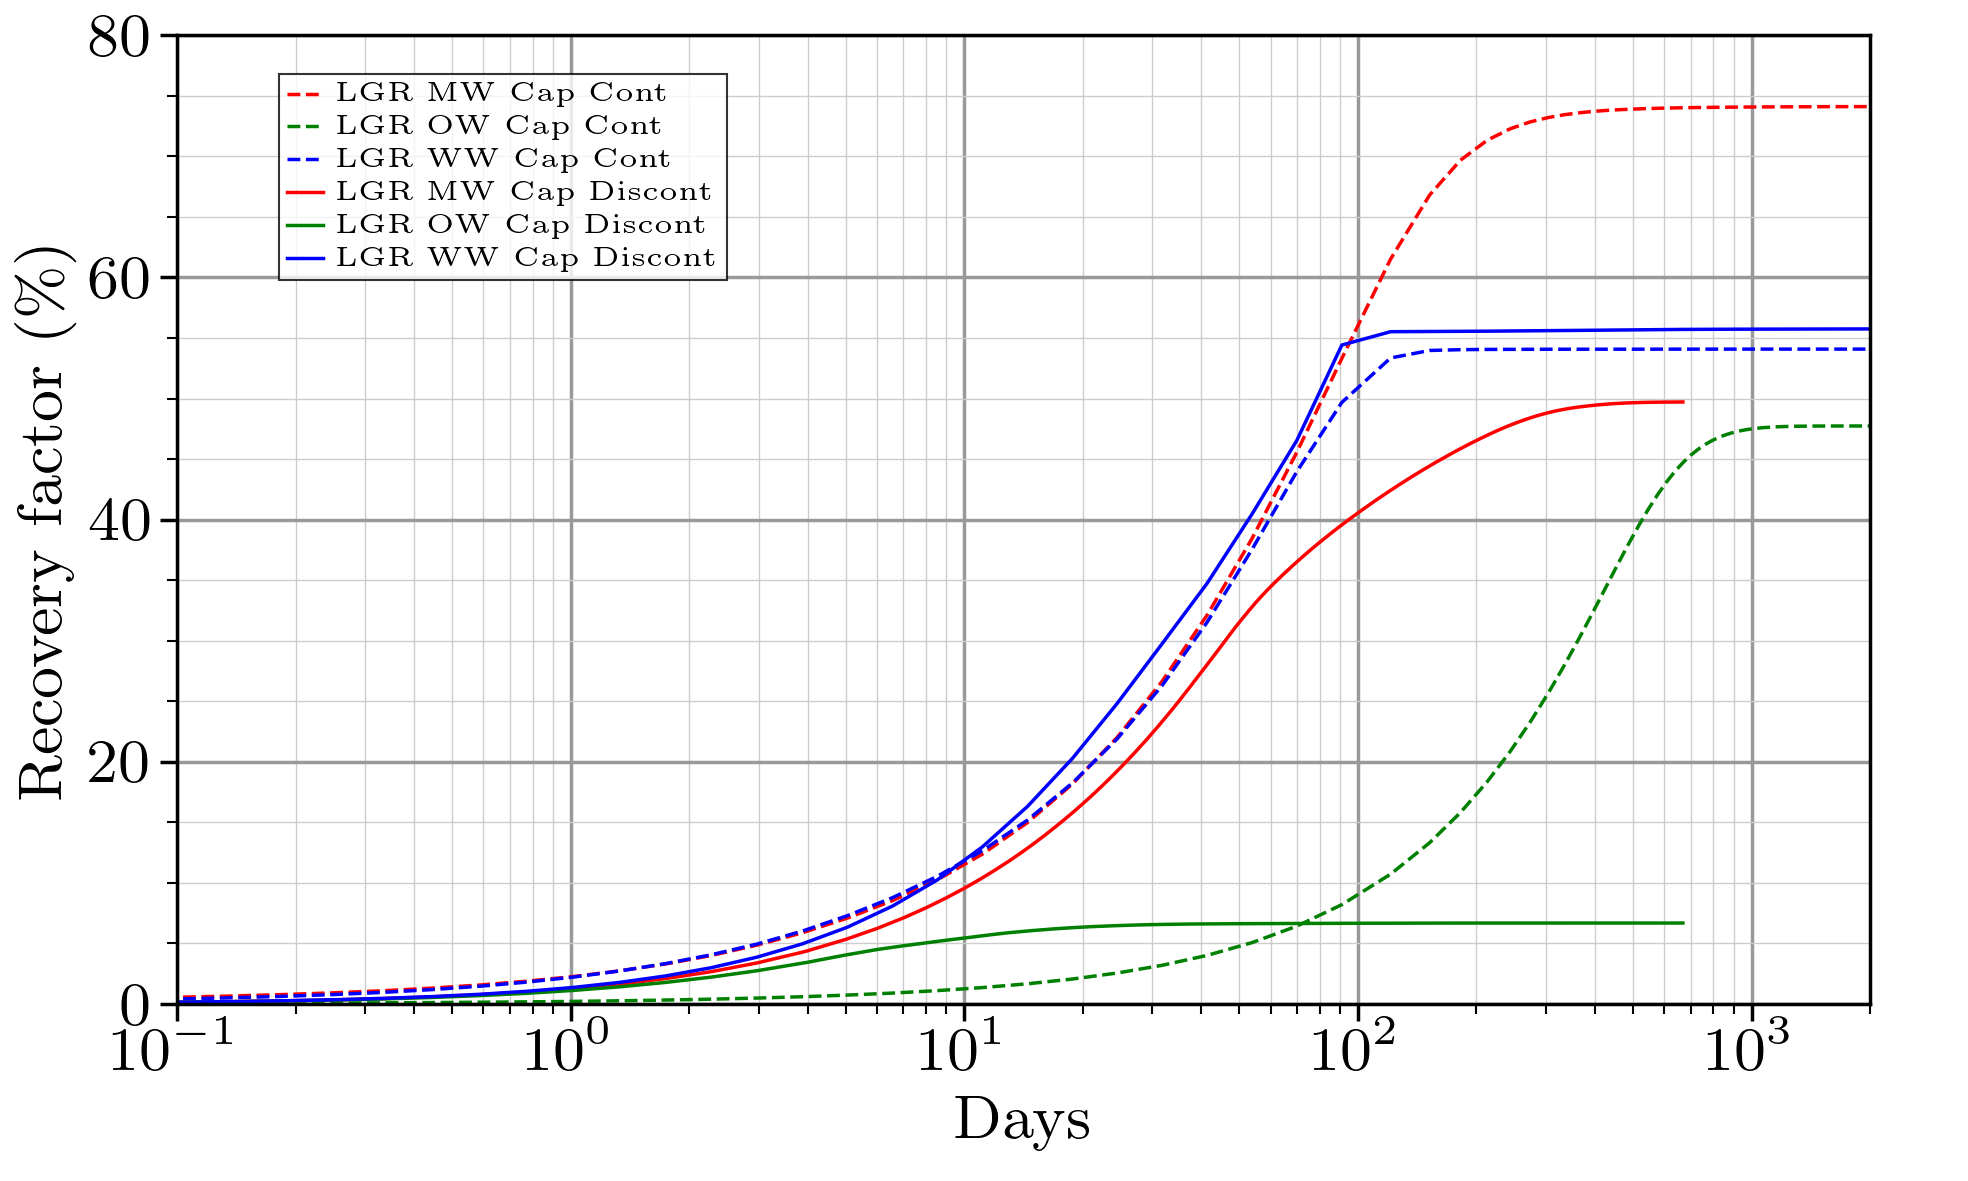 80
60
40
20
0
Recovery factor (%)
LGR MW Cap Cont
LGR OW Cap Cont
LGR WW Cap Cont
LGR MW Cap Discont
LGR OW Cap Discont
LGR WW Cap Discont
10⁻¹ 10⁰ 10¹ 10² 10³
Days